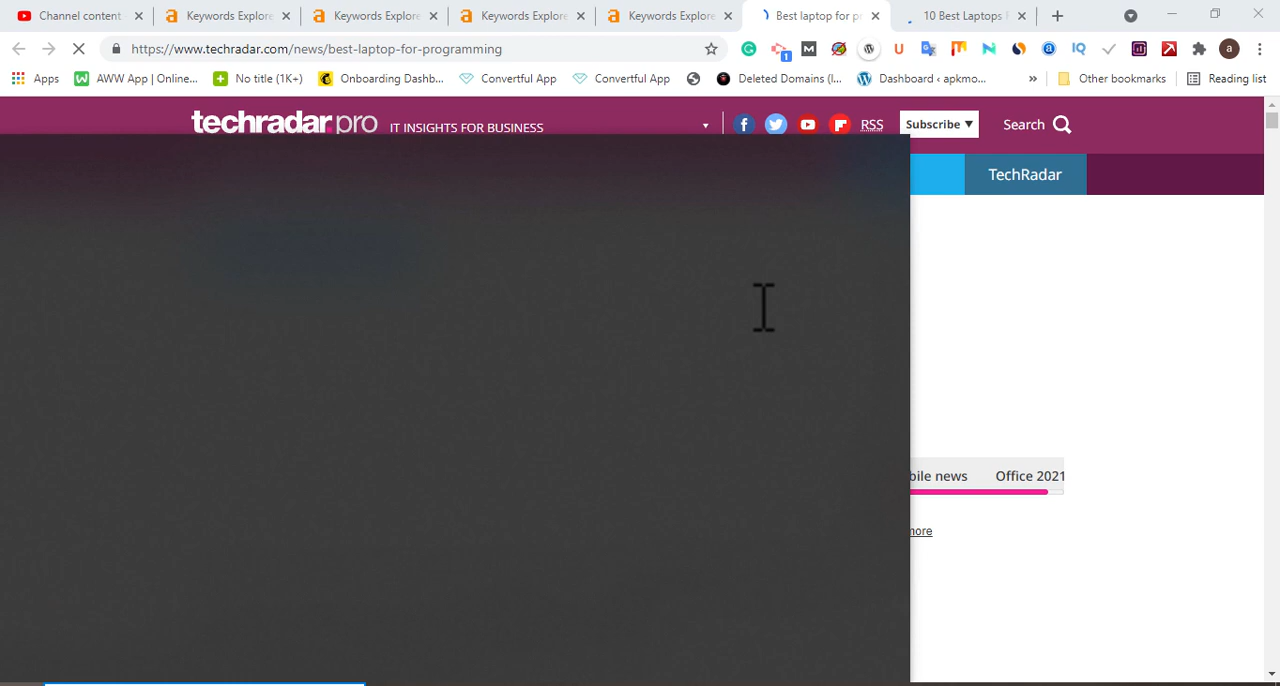 Channel content
Keywords Explore
Keywords Explore
Keywords Explore
Keywords Explore
Best laptop for p
10 Best Laptops
https://www.techradar.com/news/best-laptop-for-programming
1
M
U
IQ
a
Apps
AWW App | Online...
No title (1K+)
Onboarding Dashb...
Convertful App
Convertful App
Deleted Domains (l...
Dashboard ‹ apkmo...
»
Other bookmarks
Reading list
techradar.pro
IT INSIGHTS FOR BUSINESS
RSS
Subscribe
Search
TechRadar
bile news
Office 2021
more